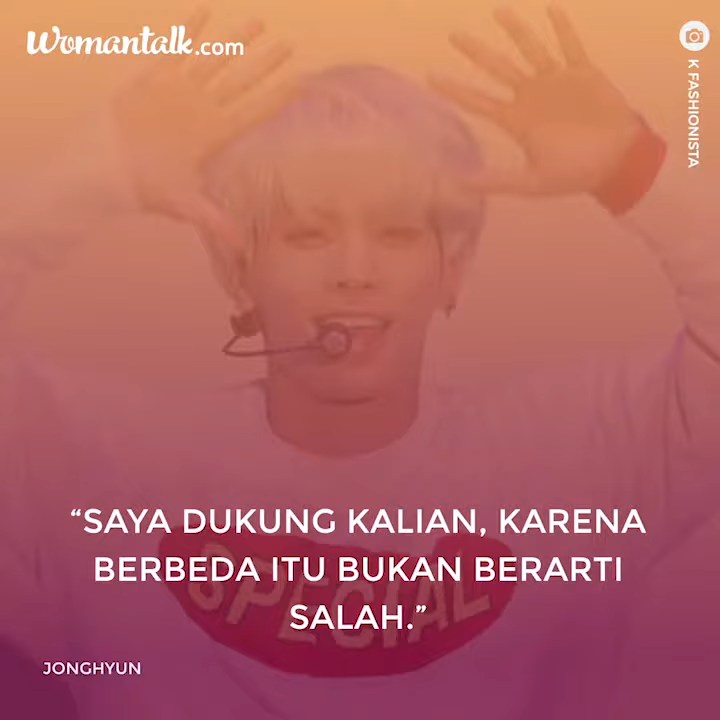 Womantalk.com
K FASHIONISTA
“SAYA DUKUNG KALIAN, KARENA
BERBEDA ITU BUKAN BERARTI
SALAH.”
SPECIAL
JONGHYUN